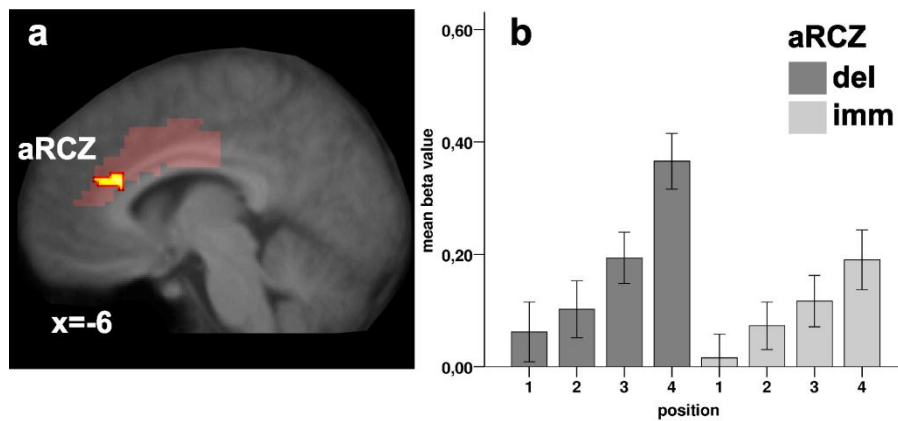 a
aRCZ
x=-6
b
aRCZ
del
imm
mean beta value
0,60
0,40
0,20
0,00
1 2 3 4 1 2 3 4
position